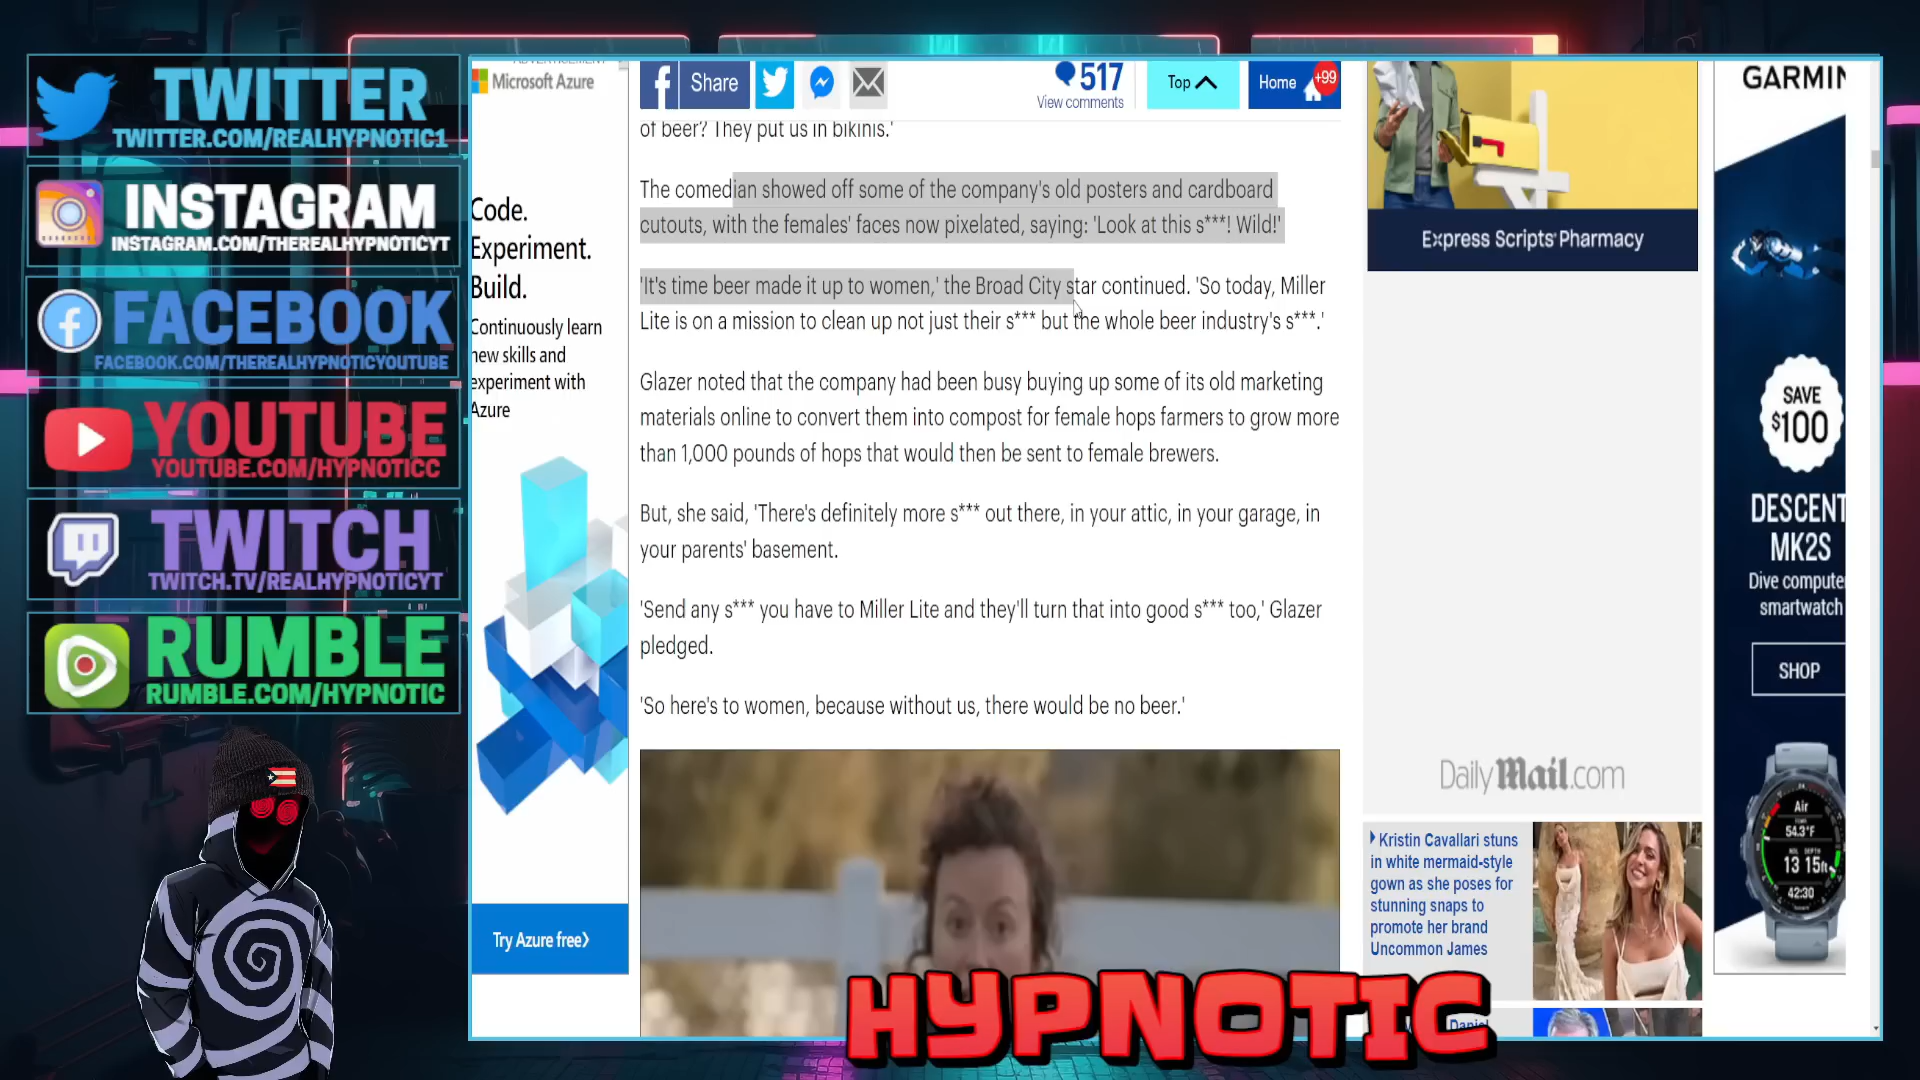 TWITTER
TWITTER.COM/REALHYPNOTIC1
INSTAGRAM
INSTAGRAM.COM/THEREALHYPNOTICYT
FACEBOOK
FACEBOOK.COM/THEREALHYPNOTICYOUTUBE
YOUTUBE
YOUTUBE.COM/HYPNOTICC
TWITCH
TWITCH.TV/REALHYPNOTICYT
RUMBLE
RUMBLE.COM/HYPNOTIC
ADVERTISEMENT
Microsoft Azure
Code.
Experiment.
Build.
Continuously learn
new skills and
experiment with
Azure
Try Azure free>
f Share
517
View comments
Top
Home
+99
of beer? They put us in bikinis.'
The comedian showed off some of the company's old posters and cardboard
cutouts, with the females' faces now pixelated, saying: 'Look at this s***! Wild!'
'It's time beer made it up to women,' the Broad City star continued. 'So today, Miller
Lite is on a mission to clean up not just their s*** but the whole beer industry's s***.'
Glazer noted that the company had been busy buying up some of its old marketing
materials online to convert them into compost for female hops farmers to grow more
than 1,000 pounds of hops that would then be sent to female brewers.
But, she said, 'There's definitely more s*** out there, in your attic, in your garage, in
your parents' basement.
'Send any s*** you have to Miller Lite and they'll turn that into good s*** too,' Glazer
pledged.
'So here's to women, because without us, there would be no beer.'
HYPNOTIC
Express Scripts Pharmacy
DailyMail.com
Kristin Cavallari stuns
in white mermaid-style
gown as she poses for
stunning snaps to
promote her brand
Uncommon James
GARMIN
SAVE
$100
DESCENT
MK2S
Dive compute
smartwatch
SHOP
Air
54.3°F
13 15ft
42:30